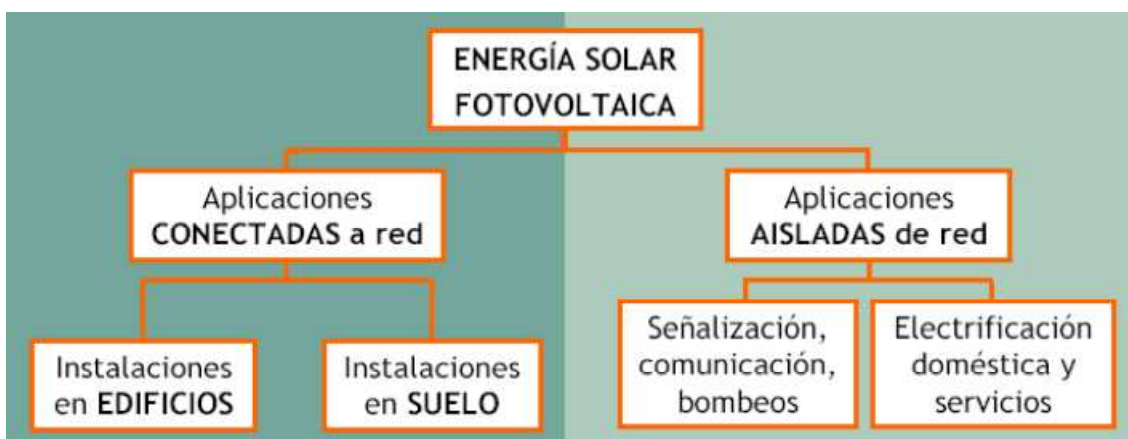 ENERGÍA SOLAR
FOTOVOLTAICA
Aplicaciones
CONECTADAS a red
Aplicaciones
AISLADAS de red
Instalaciones
en EDIFICIOS
Instalaciones
en SUELO
Señalización,
comunicación,
bombeos
Electrificación
doméstica y
servicios